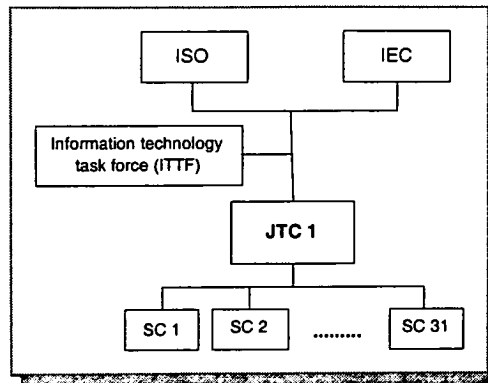 ISO
IEC
Information technology
task force (ITTF)
JTC 1
SC 1
SC 2
.........
SC 31